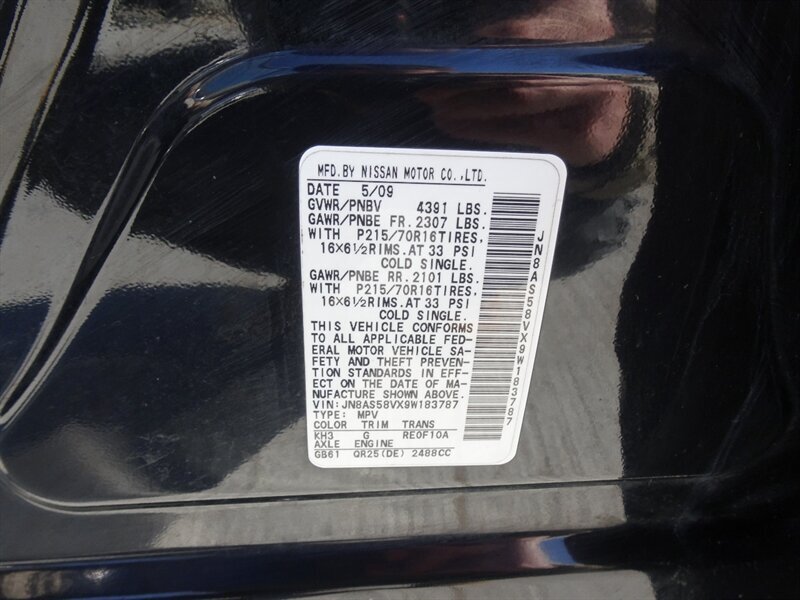 MFD.BY NISSAN MOTOR CO.,LTD.
DATE 5/09
GVWR/PNBV 4391 LBS.
GAWR/PNBE FR. 2307 LBS.
WITH P215/70R16TIRES,
16×6½RIMS.AT 33 PSI
COLD SINGLE.
GAWR/PNBE RR. 2101 LBS.
WITH P215/70R16TIRES,
16×6½RIMS.AT 33 PSI
COLD SINGLE.
THIS VEHICLE CONFORMS
TO ALL APPLICABLE FED-
ERAL MOTOR VEHICLE SA-
FETY AND THEFT PREVEN-
TION STANDARDS IN EFF-
ECT ON THE DATE OF MA-
NUFACTURE SHOWN ABOVE.
VIN: JN8AS58VX9W183787
TYPE: MPV
COLOR TRIM TRANS
KH3 G RE0F10A
AXLE ENGINE
GB61 QR25(DE) 2488CC
JN8AS58VX9W183787